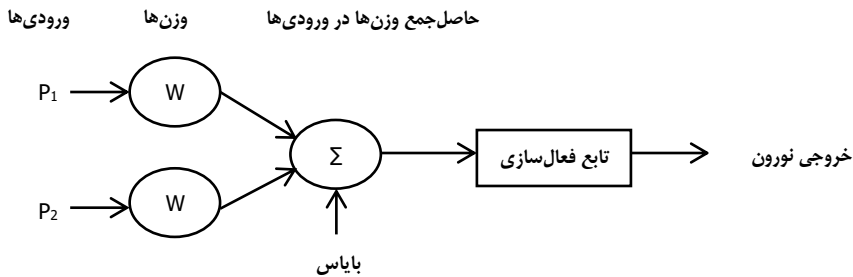 ورودی‌ها
وزن‌ها
حاصل‌جمع وزن‌ها در ورودی‌ها
P1
W
Σ
تابع فعال‌سازی
خروجی نورون
P2
W
بایاس